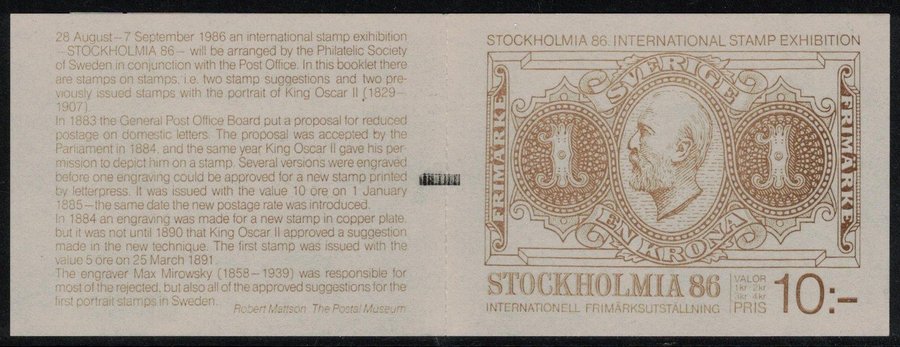 28 August–7 September 1986 an international stamp exihibition
–STOCKHOLMIA 86– will be arranged by the Philatelic Society
of Sweden in conjunction with the Post Office. In this booklet there
are stamps on stamps, i.e. two stamp suggestions and two pre-
viously issued stamps with the portrait of King Oscar II (1829–
1907).
In 1883 the General Post Office Board put a proposal for reduced
postage on domestic letters. The proposal was accepted by the
Parliament in 1884, and the same year King Oscar II gave his per-
mission to depict him on a stamp. Several versions were engraved
before one engraving could be approved for a new stamp printed
by letterpress. It was issued with the value 10 öre on 1 January
1885–the same date the new postage rate was introduced.
In 1884 an engraving was made for a new stamp in copper plate,
but it was not until 1890 that King Oscar II approved a suggestion
made in the new technique. The first stamp was issued with the
value 5 öre on 25 March 1891.
The engraver Max Mirowsky (1858–1939) was responsible for
most of the rejected, but also all of the approved suggestions for the
first portrait stamps in Sweden.
Robert Mattson The Postal Museum
STOCKHOLMIA 86. INTERNATIONAL STAMP EXHIBITION
SVERIGE
FRIMÄRKE
1
1
FRIMÄRKE
EN KRONA
STOCKHOLMIA 86
INTERNATIONELL FRIMÄRKSUTSTÄLLNING
VALÖR
1kr 2kr
3kr 4kr
PRIS
10:-